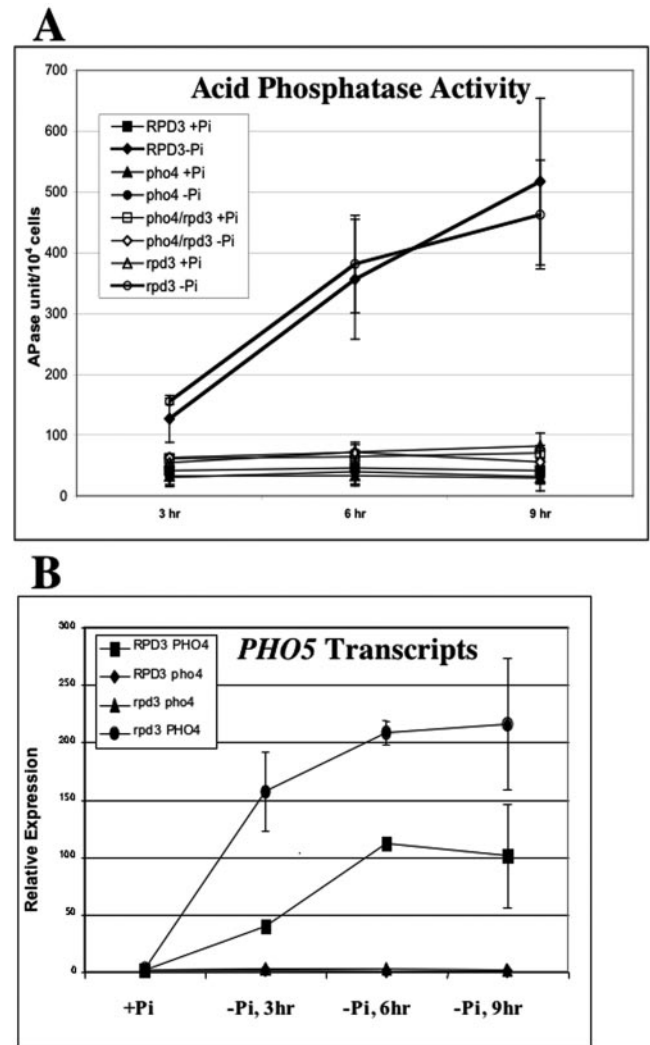 A
Acid Phosphatase Activity
700
600
500
400
300
200
100
0
APase unit/10⁴ cells
RPD3 +Pi
RPD3-Pi
pho4 +Pi
pho4 -Pi
pho4/rpd3 +Pi
pho4/rpd3 -Pi
rpd3 +Pi
rpd3 -Pi
3 hr 6 hr 9 hr
B
PHO5 Transcripts
300
250
200
150
100
50
0
Relative Expression
RPD3 PHO4
RPD3 pho4
rpd3 pho4
rpd3 PHO4
+Pi -Pi, 3hr -Pi, 6hr -Pi, 9hr